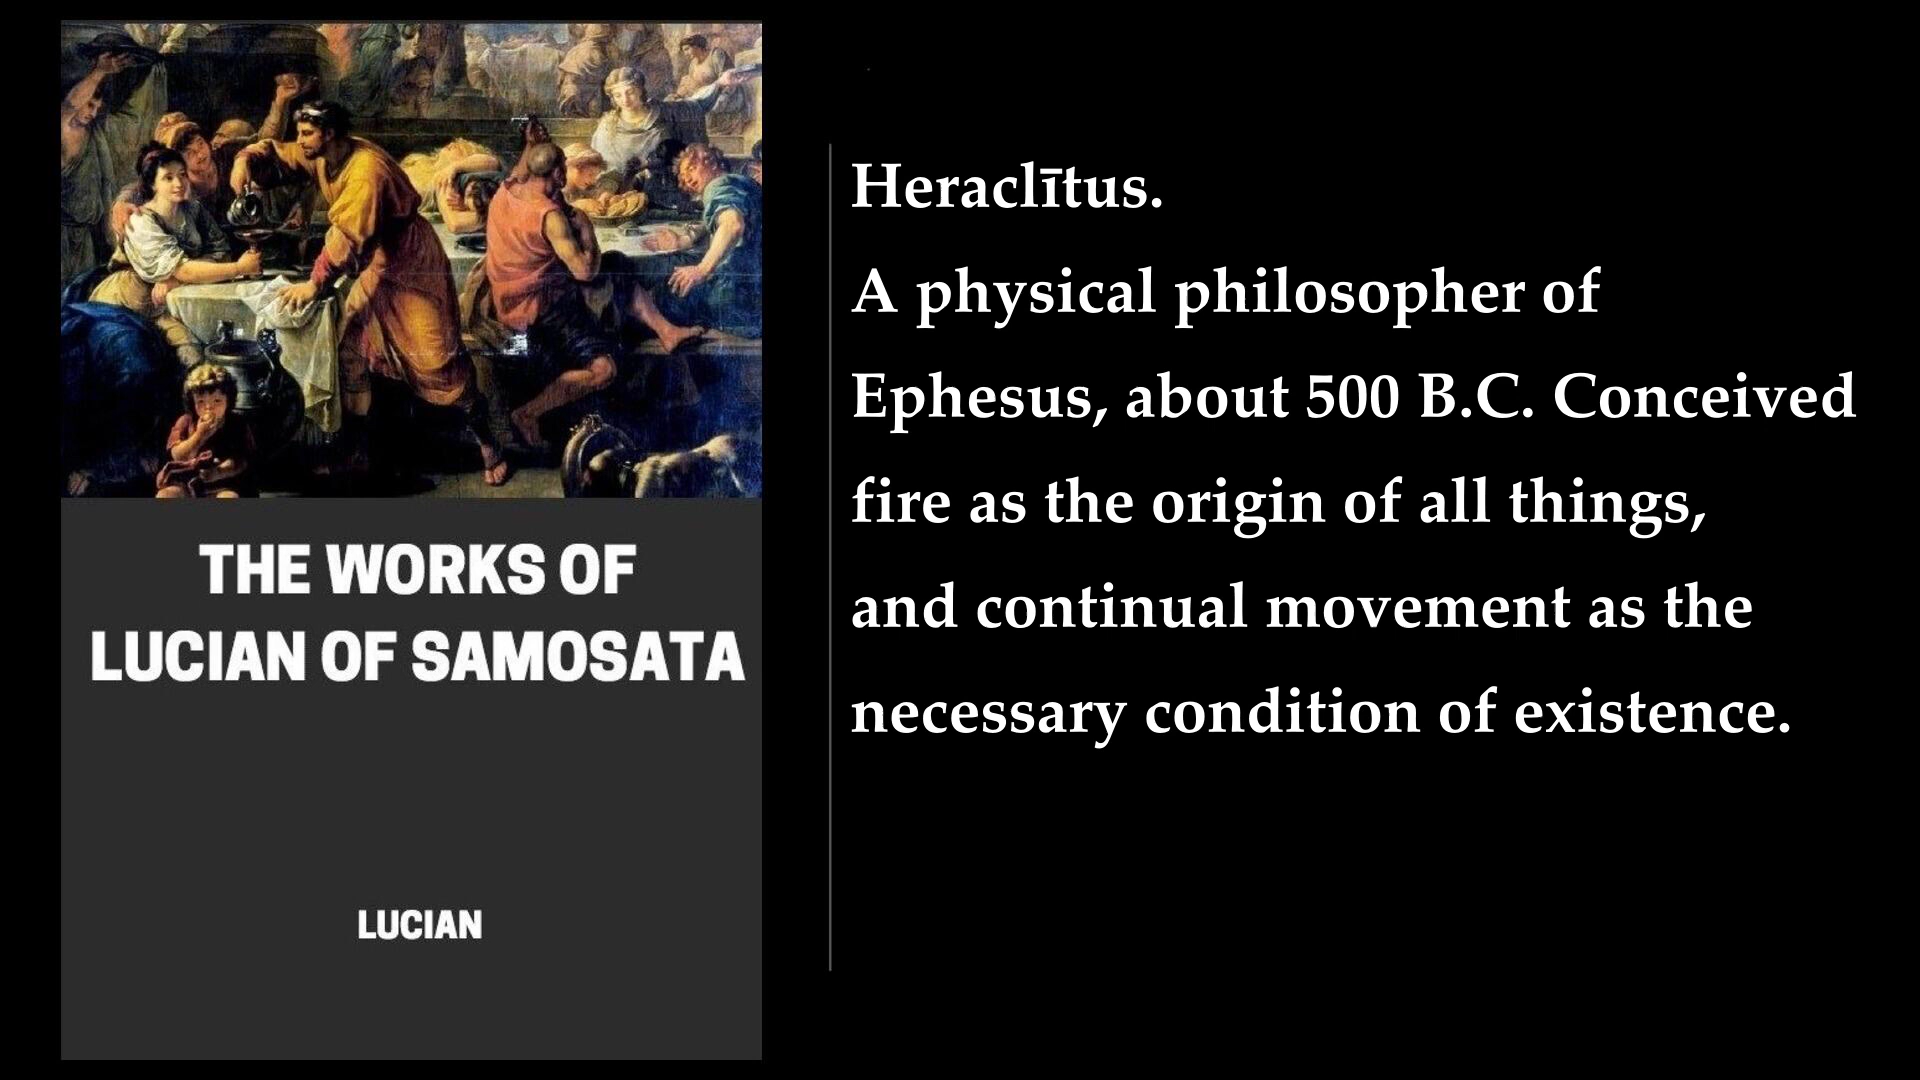 THE WORKS OF
LUCIAN OF SAMOSATA
LUCIAN
Heraclītus.
A physical philosopher of
Ephesus, about 500 B.C. Conceived
fire as the origin of all things,
and continual movement as the
necessary condition of existence.